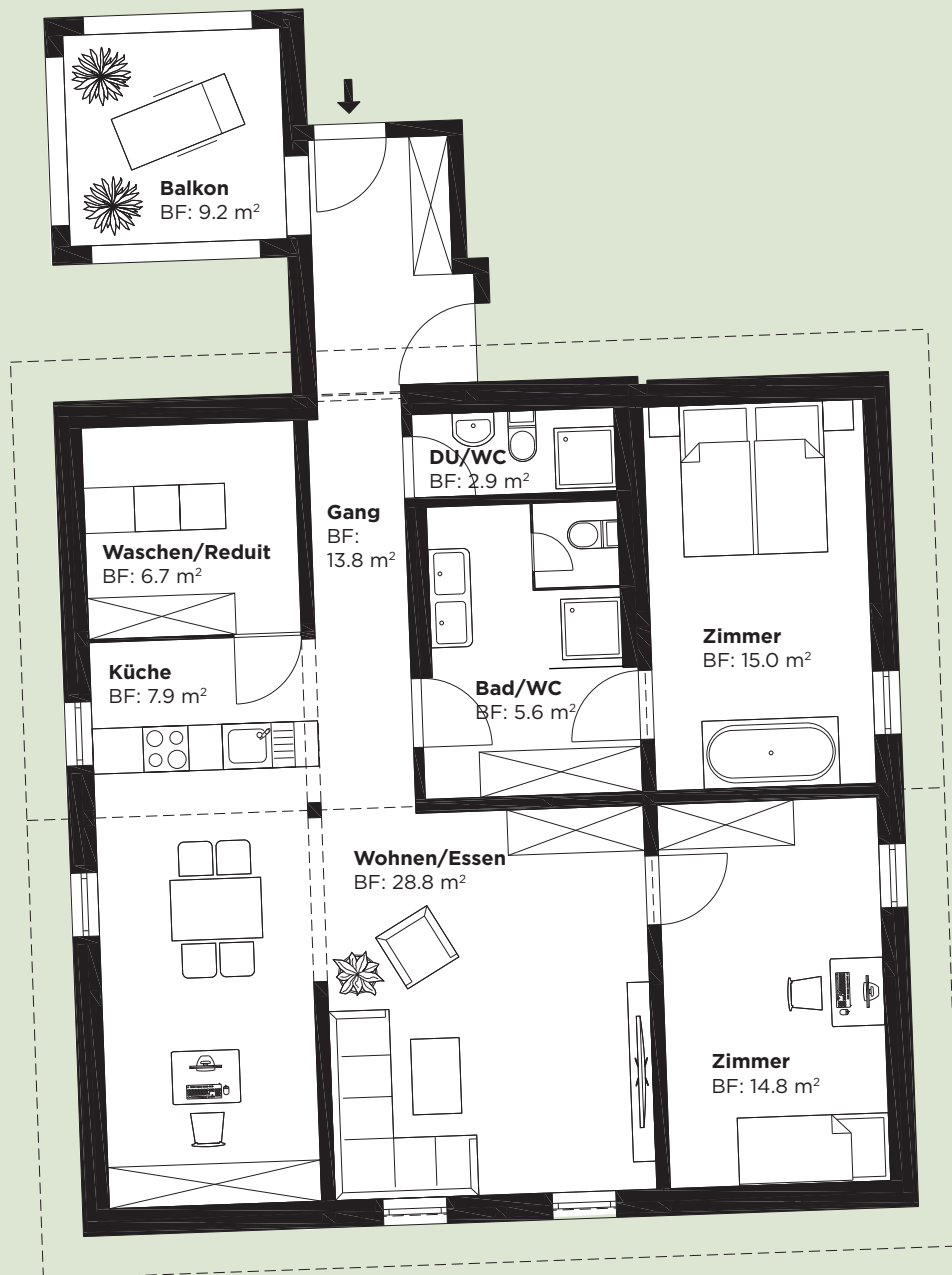 Balkon
BF: 9.2 m²
DU/WC
BF: 2.9 m²
Gang
BF:
13.8 m²
Waschen/Reduit
BF: 6.7 m²
Zimmer
BF: 15.0 m²
Küche
BF: 7.9 m²
Bad/WC
BF: 5.6 m²
Wohnen/Essen
BF: 28.8 m²
Zimmer
BF: 14.8 m²